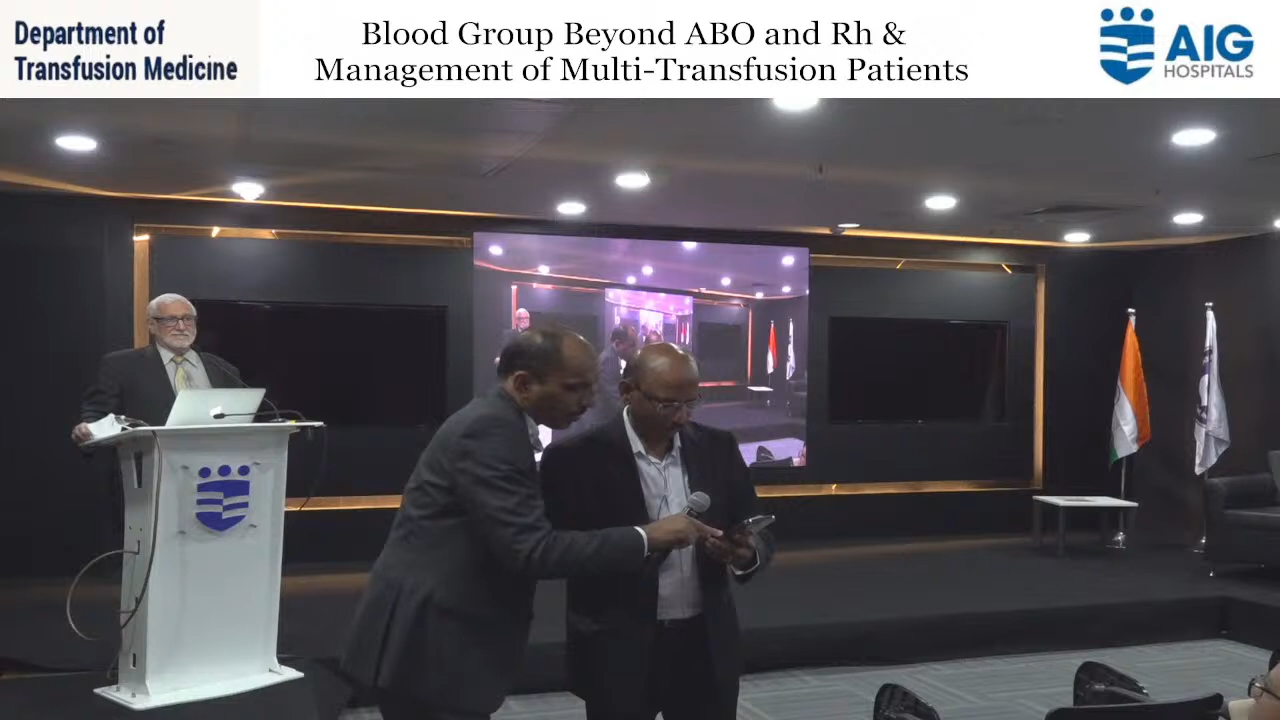 Department of
Transfusion Medicine
Blood Group Beyond ABO and Rh &
Management of Multi-Transfusion Patients
AIG
HOSPITALS